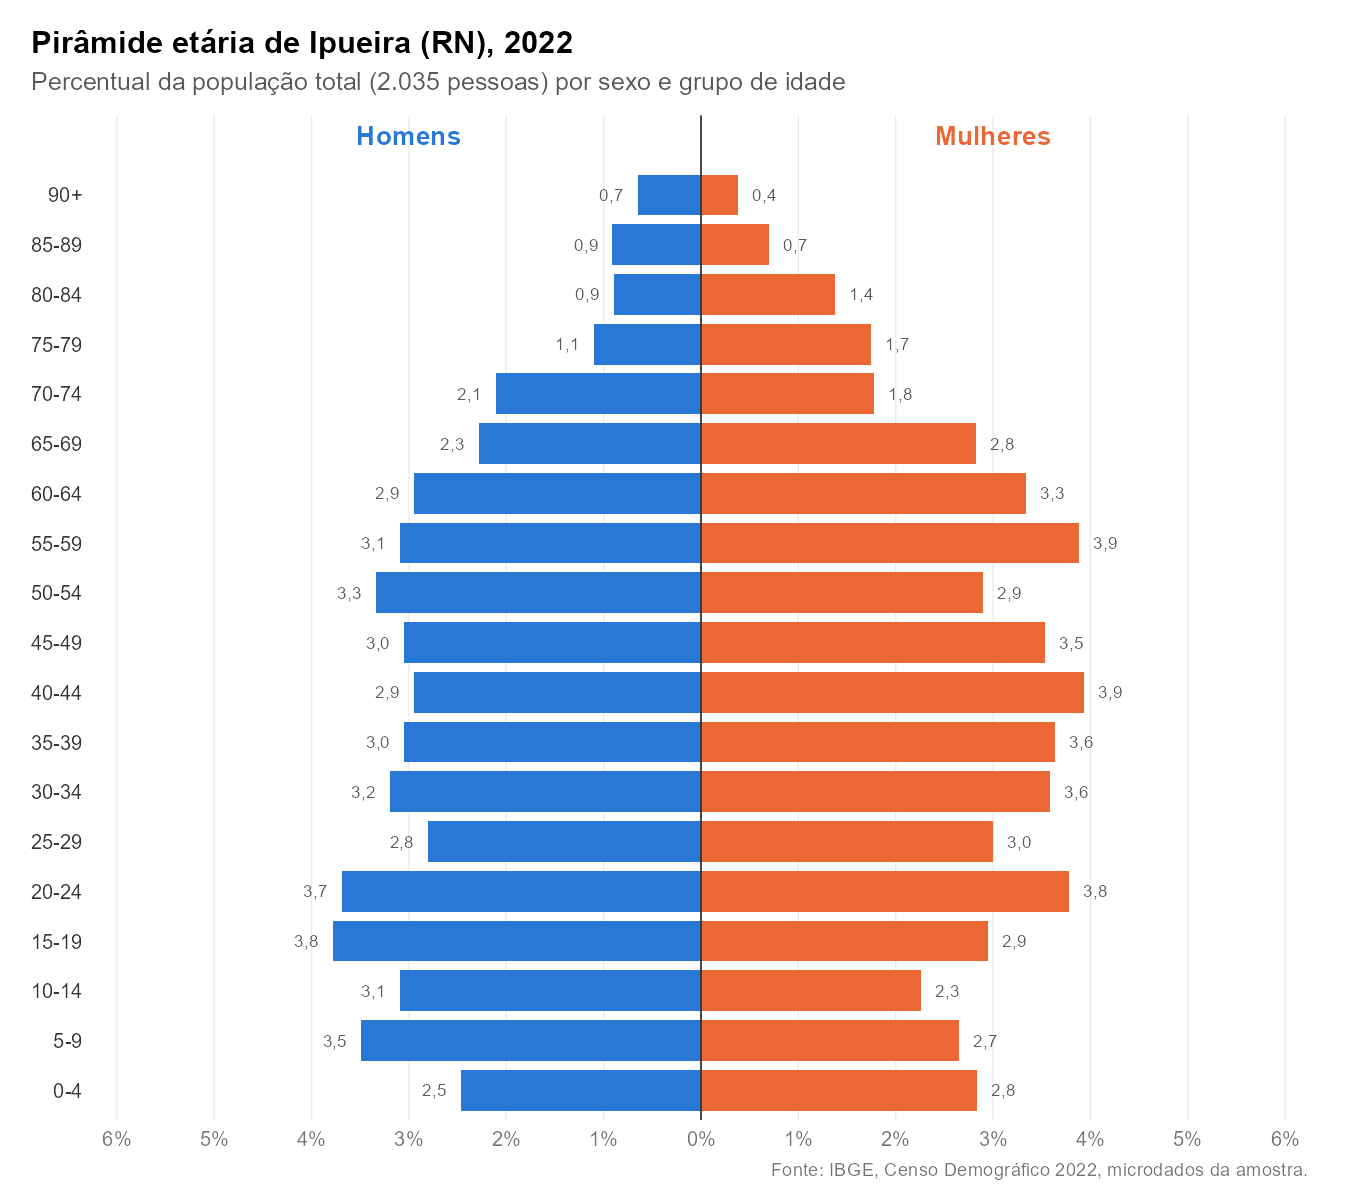 Pirâmide etária de Ipueira (RN), 2022
Percentual da população total (2.035 pessoas) por sexo e grupo de idade
Homens Mulheres
90+ 0,7 0,4
85-89 0,9 0,7
80-84 0,9 1,4
75-79 1,1 1,7
70-74 2,1 1,8
65-69 2,3 2,8
60-64 2,9 3,3
55-59 3,1 3,9
50-54 3,3 2,9
45-49 3,0 3,5
40-44 2,9 3,9
35-39 3,0 3,6
30-34 3,2 3,6
25-29 2,8 3,0
20-24 3,7 3,8
15-19 3,8 2,9
10-14 3,1 2,3
5-9 3,5 2,7
0-4 2,5 2,8
6% 5% 4% 3% 2% 1% 0% 1% 2% 3% 4% 5% 6%
Fonte: IBGE, Censo Demográfico 2022, microdados da amostra.